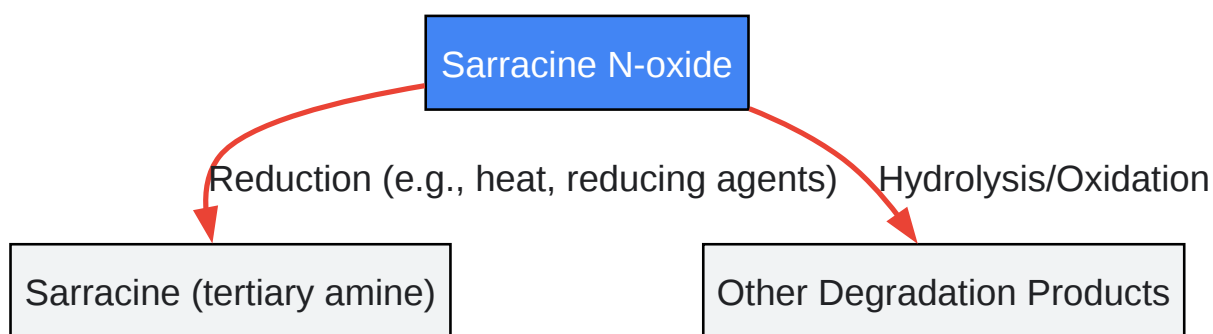 Sarracine N-oxide
Reduction (e.g., heat, reducing agents)
Hydrolysis/Oxidation
Sarracine (tertiary amine)
Other Degradation Products